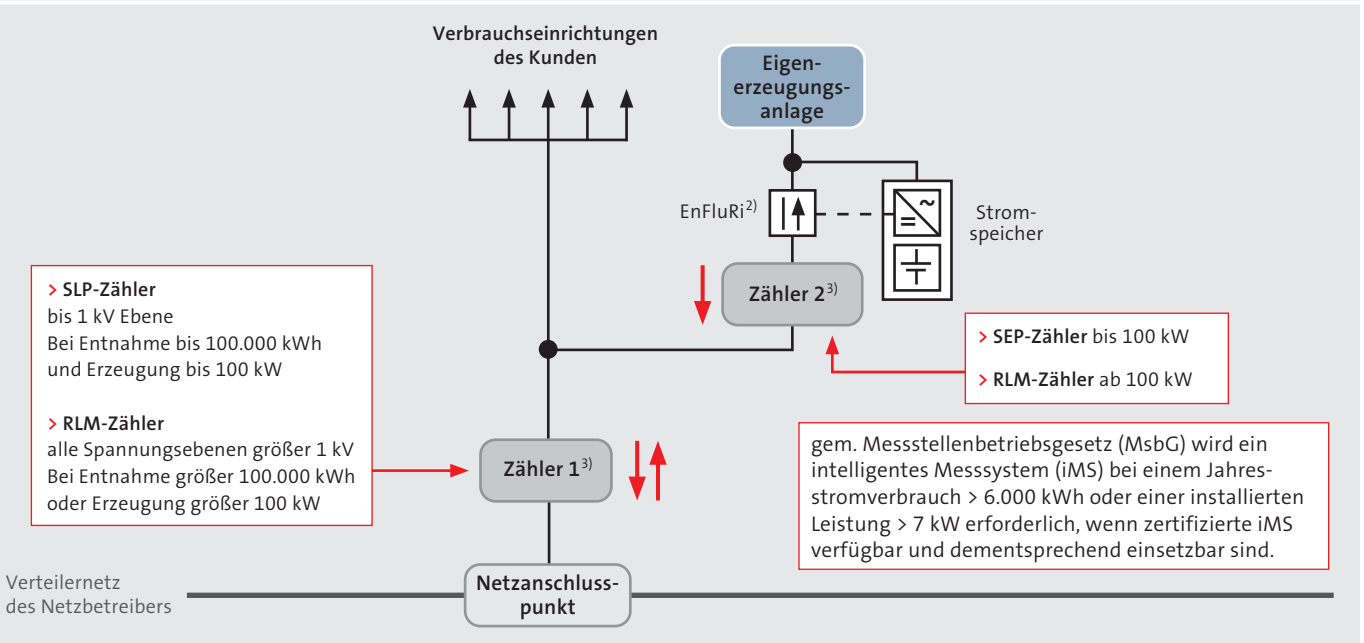 Verbrauchseinrichtungen
des Kunden
Eigen-
erzeugungs-
anlage
EnFluRi2)
Strom-
speicher
Zähler 23)
> SLP-Zähler
bis 1 kV Ebene
Bei Entnahme bis 100.000 kWh
und Erzeugung bis 100 kW
> RLM-Zähler
alle Spannungsebenen größer 1 kV
Bei Entnahme größer 100.000 kWh
oder Erzeugung größer 100 kW
> SEP-Zähler bis 100 kW
> RLM-Zähler ab 100 kW
Zähler 13)
gem. Messstellenbetriebsgesetz (MsbG) wird ein
intelligentes Messsystem (iMS) bei einem Jahres-
stromverbrauch > 6.000 kWh oder einer installierten
Leistung > 7 kW erforderlich, wenn zertifizierte iMS
verfügbar und dementsprechend einsetzbar sind.
Verteilernetz
des Netzbetreibers
Netzanschluss-
punkt